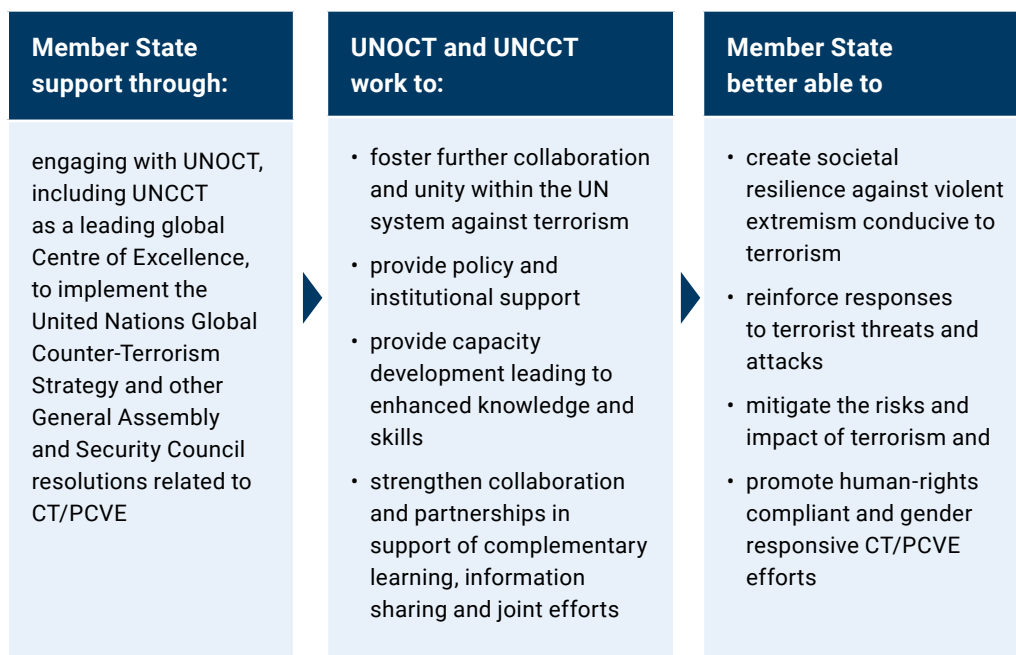 Member State
support through:
engaging with UNOCT,
including UNCCT
as a leading global
Centre of Excellence,
to implement the
United Nations Global
Counter-Terrorism
Strategy and other
General Assembly
and Security Council
resolutions related to
CT/PCVE
UNOCT and UNCCT
work to:
• foster further collaboration
and unity within the UN
system against terrorism
• provide policy and
institutional support
• provide capacity
development leading to
enhanced knowledge and
skills
• strengthen collaboration
and partnerships in
support of complementary
learning, information
sharing and joint efforts
Member State
better able to
• create societal
resilience against violent
extremism conducive to
terrorism
• reinforce responses
to terrorist threats and
attacks
• mitigate the risks and
impact of terrorism and
• promote human-rights
compliant and gender
responsive CT/PCVE
efforts